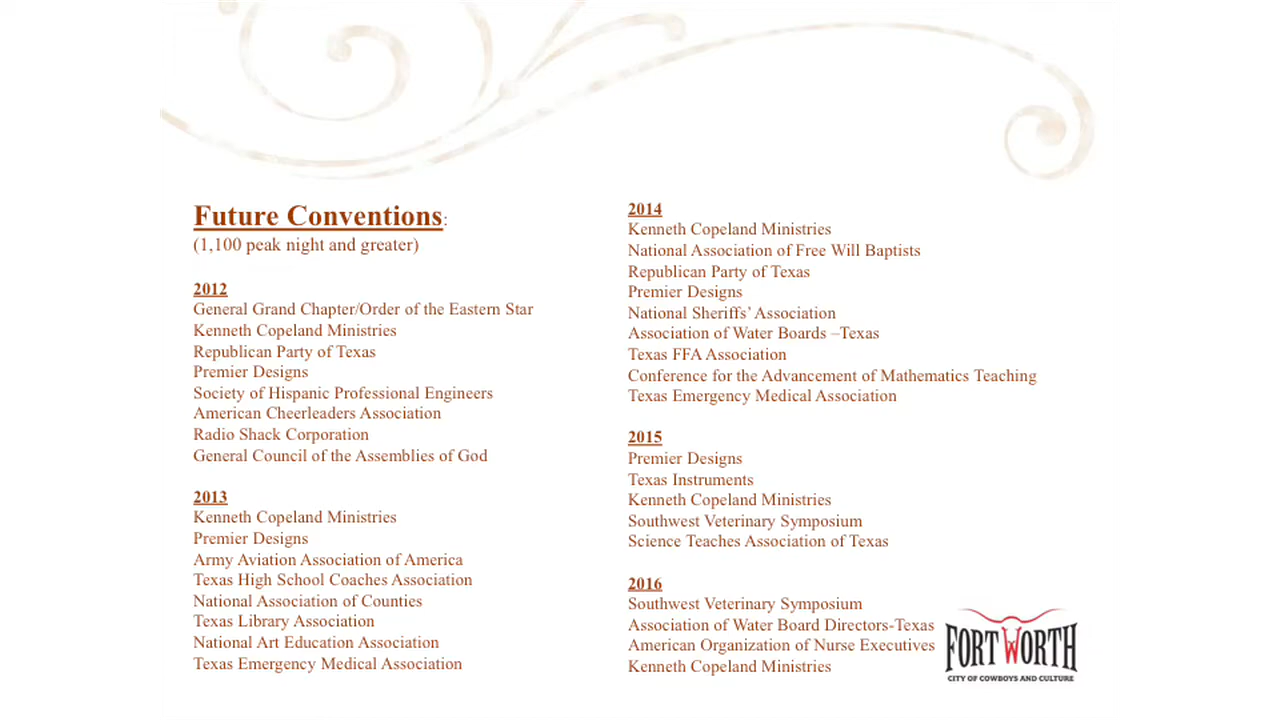 Future Conventions:
(1,100 peak night and greater)
2012
General Grand Chapter/Order of the Eastern Star
Kenneth Copeland Ministries
Republican Party of Texas
Premier Designs
Society of Hispanic Professional Engineers
American Cheerleaders Association
Radio Shack Corporation
General Council of the Assemblies of God
2013
Kenneth Copeland Ministries
Premier Designs
Army Aviation Association of America
Texas High School Coaches Association
National Association of Counties
Texas Library Association
National Art Education Association
Texas Emergency Medical Association
2014
Kenneth Copeland Ministries
National Association of Free Will Baptists
Republican Party of Texas
Premier Designs
National Sheriffs' Association
Association of Water Boards –Texas
Texas FFA Association
Conference for the Advancement of Mathematics Teaching
Texas Emergency Medical Association
2015
Premier Designs
Texas Instruments
Kenneth Copeland Ministries
Southwest Veterinary Symposium
Science Teaches Association of Texas
2016
Southwest Veterinary Symposium
Association of Water Board Directors-Texas
American Organization of Nurse Executives
Kenneth Copeland Ministries
FORT WORTH
CITY OF COWBOYS AND CULTURE